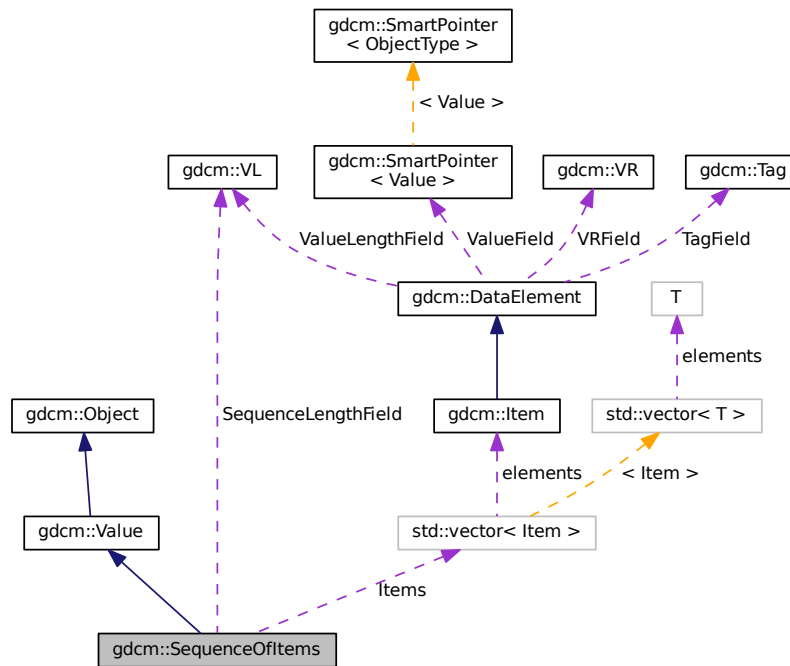 gdcm::SmartPointer
< ObjectType >
< Value >
gdcm::VL
gdcm::SmartPointer
< Value >
gdcm::VR
gdcm::Tag
ValueLengthField
ValueField
VRField
TagField
gdcm::DataElement
T
elements
gdcm::Object
SequenceLengthField
gdcm::Item
std::vector< T >
elements
< Item >
gdcm::Value
std::vector< Item >
Items
gdcm::SequenceOfItems